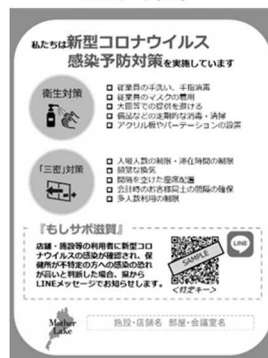 私たちは新型コロナウイルス
感染予防対策を実施しています
衛生対策
□ 従業員の手洗い、手指消毒
□ 従業員のマスクの着用
□ 大皿等での提供を避ける
□ 備品などの定期的な消毒・清掃
□ アクリル板やパーテーションの設置
「三密」対策
□ 入場人数の制限・滞在時間の制限
□ 頻繁な換気
□ 間隔を空けた座席配置
□ 会計時のお客様同士の間隔の確保
□ 多人数利用の制限
『もしサポ滋賀』
店舗・施設等の利用者に新型コロ
ナウイルスの感染が確認され、保
健所が不特定の方への感染の恐れ
が高いと判断した場合、県から
LINEメッセージでお知らせします。
SAMPLE
LINE
Mother
Lake
施設・店舗名 部屋・会議室名